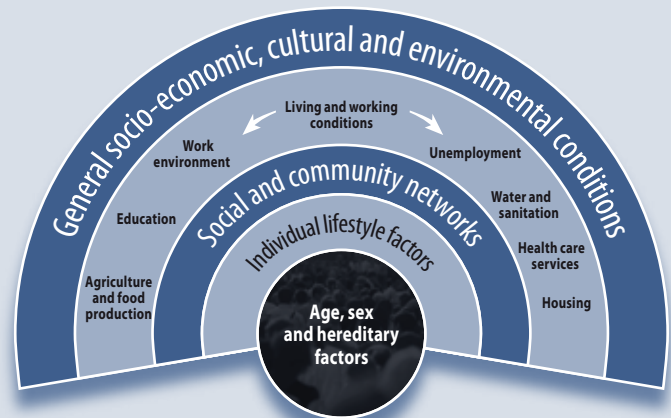 General socio-economic, cultural and environmental conditions
Living and working
conditions
Work
environment
Unemployment
Education
Water and
sanitation
Agriculture
and food
production
Health care
services
Housing
Social and community networks
Individual lifestyle factors
Age, sex
and hereditary
factors